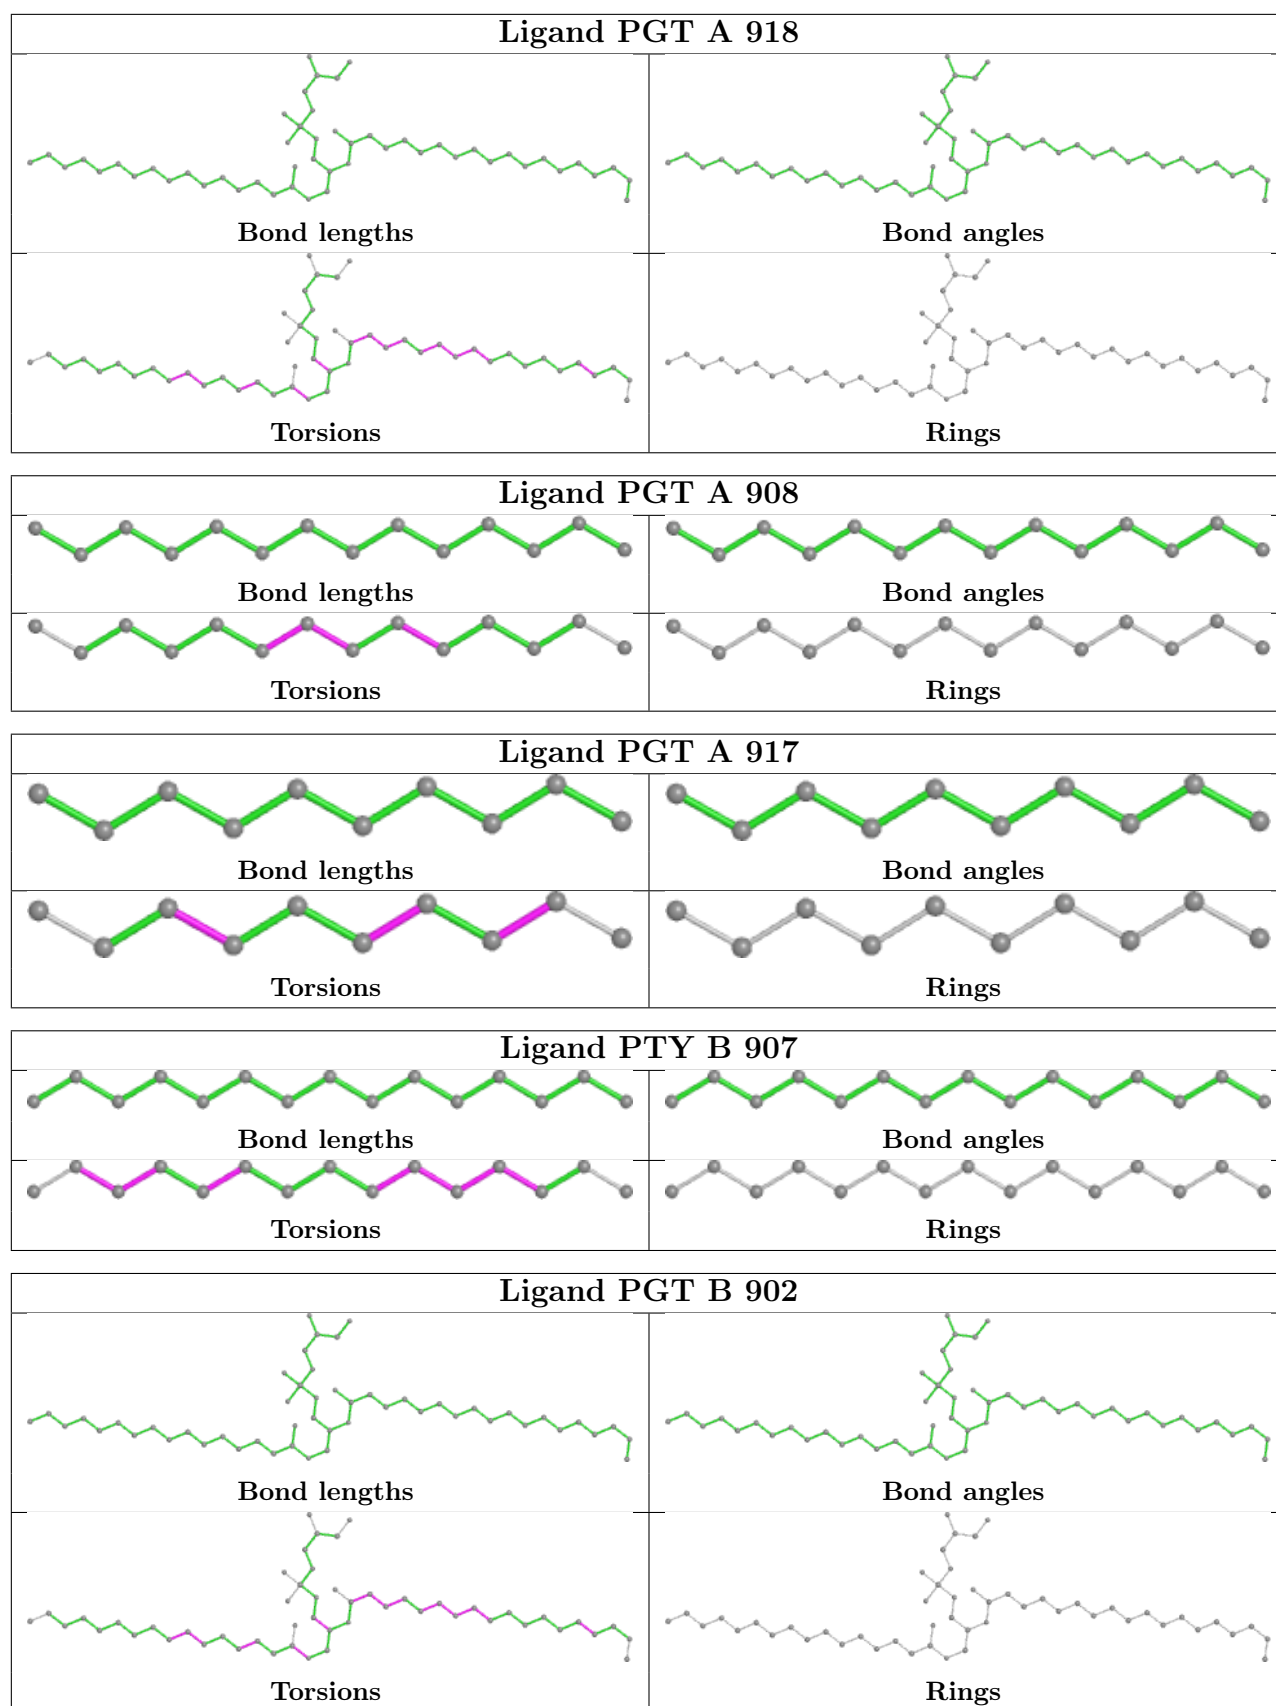 Ligand PGT A 918
Bond lengths
Bond angles
Torsions
Rings
Ligand PGT A 908
Bond lengths
Bond angles
Torsions
Rings
Ligand PGT A 917
Bond lengths
Bond angles
Torsions
Rings
Ligand PTY B 907
Bond lengths
Bond angles
Torsions
Rings
Ligand PGT B 902
Bond lengths
Bond angles
Torsions
Rings